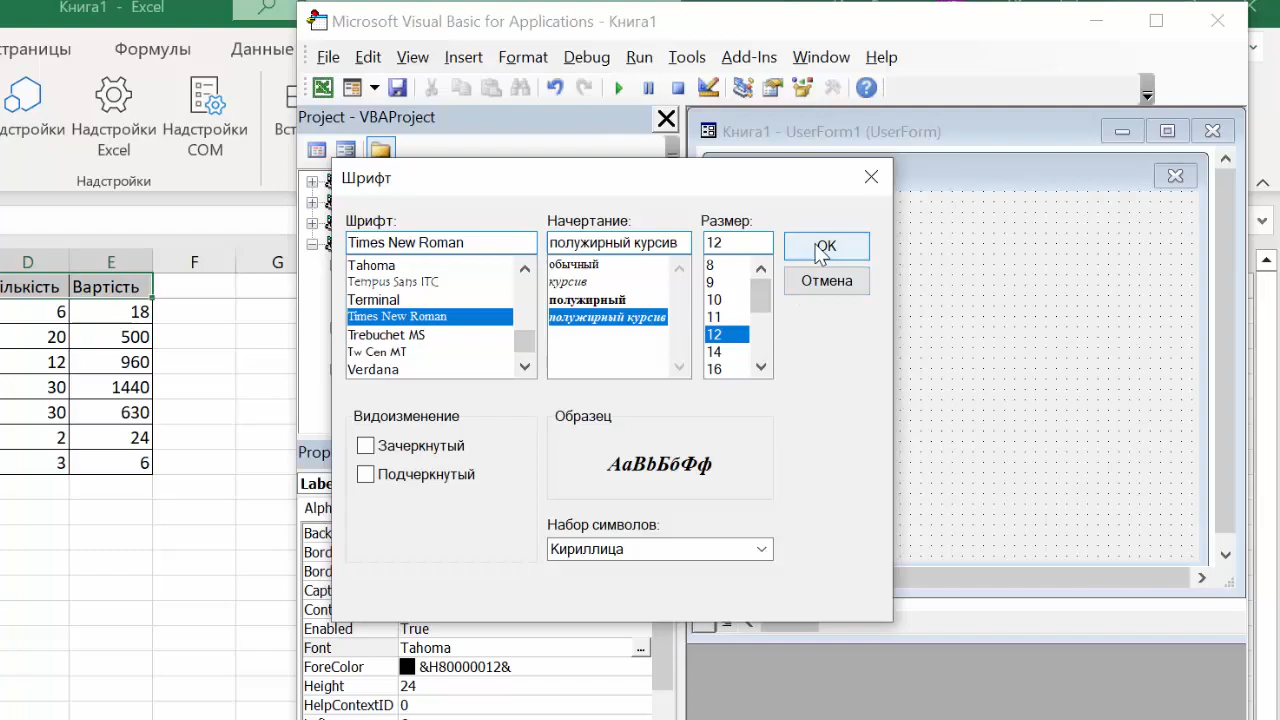 Книга1 - Excel
страницы Формулы Данные
дстройки
Надстройки
Excel
Надстройки
COM
Вст
Надстройки
D E F G
ількість Вартість
6 18
20 500
12 960
30 1440
30 630
2 24
3 6
Microsoft Visual Basic for Applications - Книга1
File Edit View Insert Format Debug Run Tools Add-Ins Window Help
Project - VBAProject
Книга1 - UserForm1 (UserForm)
Шрифт
Шрифт: Начертание: Размер:
Times New Roman полужирный курсив 12 OK
Tahoma обычный 8
Tempus Sans ITC курсив 9 Отмена
Terminal полужирный 10
Times New Roman полужирный курсив 11
Trebuchet MS 12
Tw Cen MT 14
Verdana 16
Видоизменение Образец
Зачеркнутый
Подчеркнутый
АаBbБбФф
Набор символов:
Кириллица
Prop
Labe
Alph
Back
Bord
Bord
Capt
Cont
Enabled True
Font Tahoma ...
ForeColor &H80000012&
Height 24
HelpContextID 0